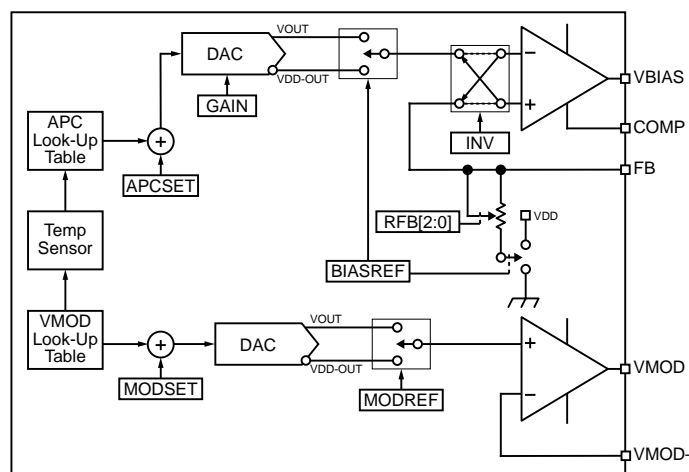 VOUT
DAC
VDD-OUT
GAIN
APC
Look-Up
Table
+
APCSET
Temp
Sensor
VMOD
Look-Up
Table
+
MODSET
−
+
INV
VBIAS
COMP
FB
RFB[2:0]
VDD
BIASREF
VOUT
DAC
VDD-OUT
MODREF
+
−
VMOD
VMOD-